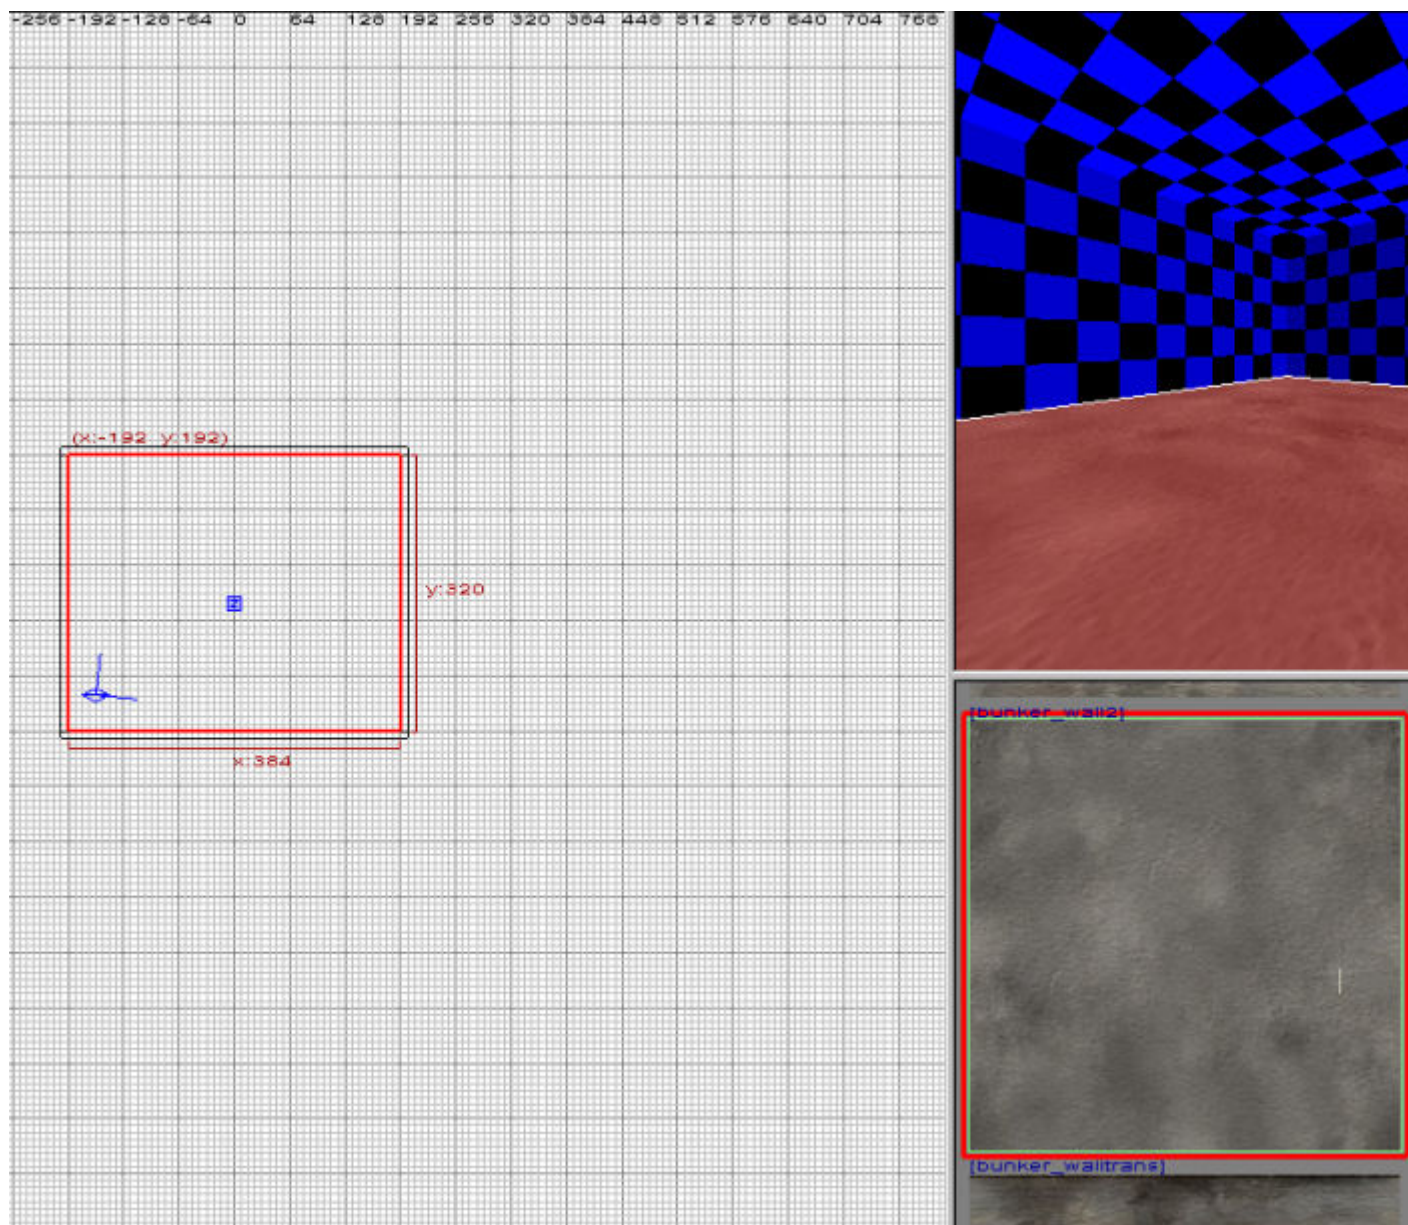 -256 -192 -128 -64 0 64 128 192 256 320 384 448 512 576 640 704 768
(x:-192 y:192)
y:320
Z
x:384
[bunker_wall2]
[bunker_walltrans]